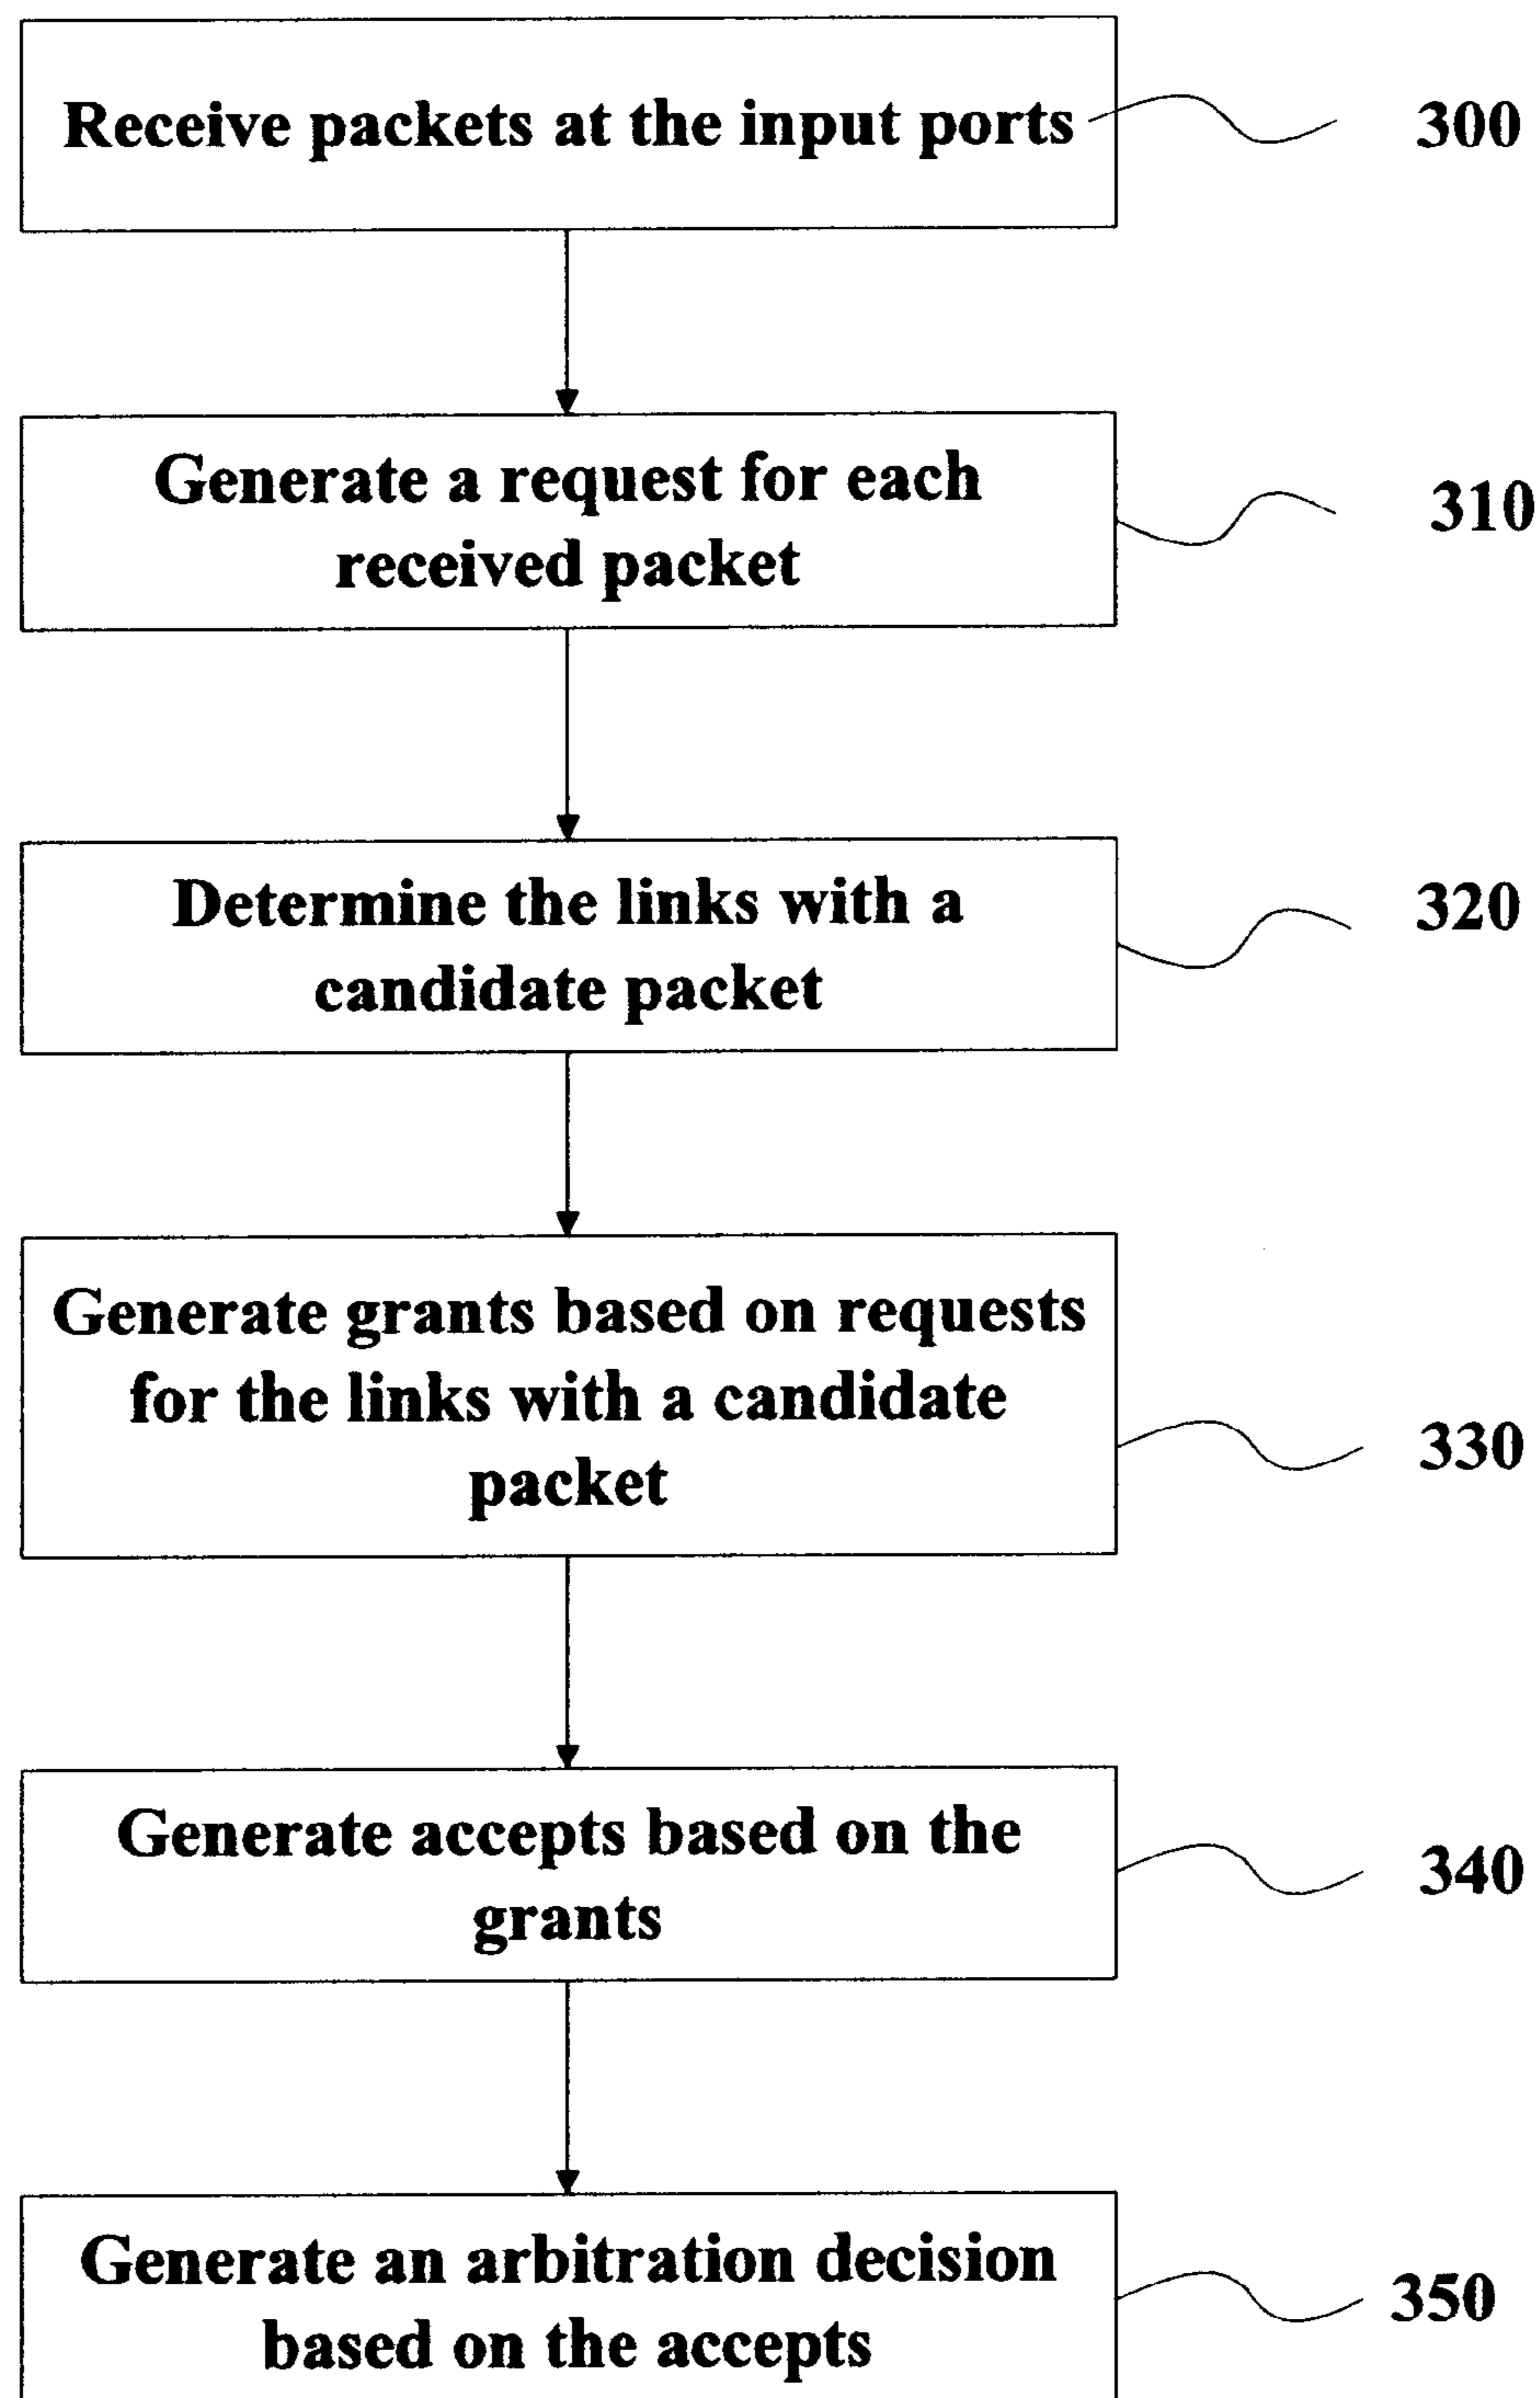 Receive packets at the input ports
300
Generate a request for each
received packet
310
Determine the links with a
candidate packet
320
Generate grants based on requests
for the links with a candidate
packet
330
Generate accepts based on the
grants
340
Generate an arbitration decision
based on the accepts
350